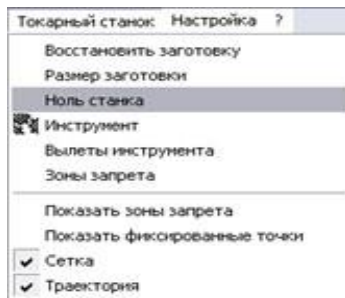 Токарный станок Настройка ?
Восстановить заготовку
Размер заготовки
Ноль станка
Инструмент
Вылеты инструмента
Зоны запрета
Показать зоны запрета
Показать фиксированные точки
Сетка
Траектория